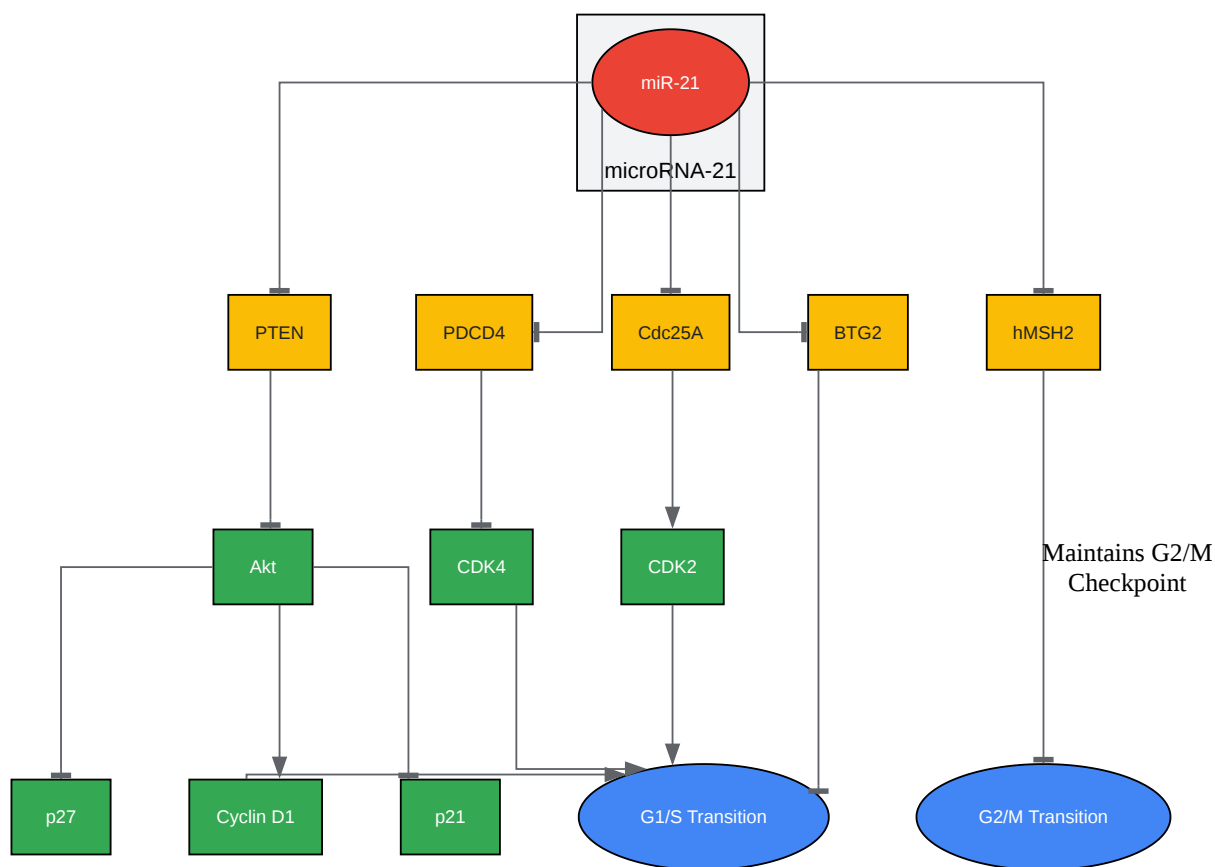 miR-21
microRNA-21
PTEN
PDCD4
Cdc25A
BTG2
hMSH2
Maintains G2/M
Checkpoint
Akt
CDK4
CDK2
p27
Cyclin D1
p21
G1/S Transition
G2/M Transition